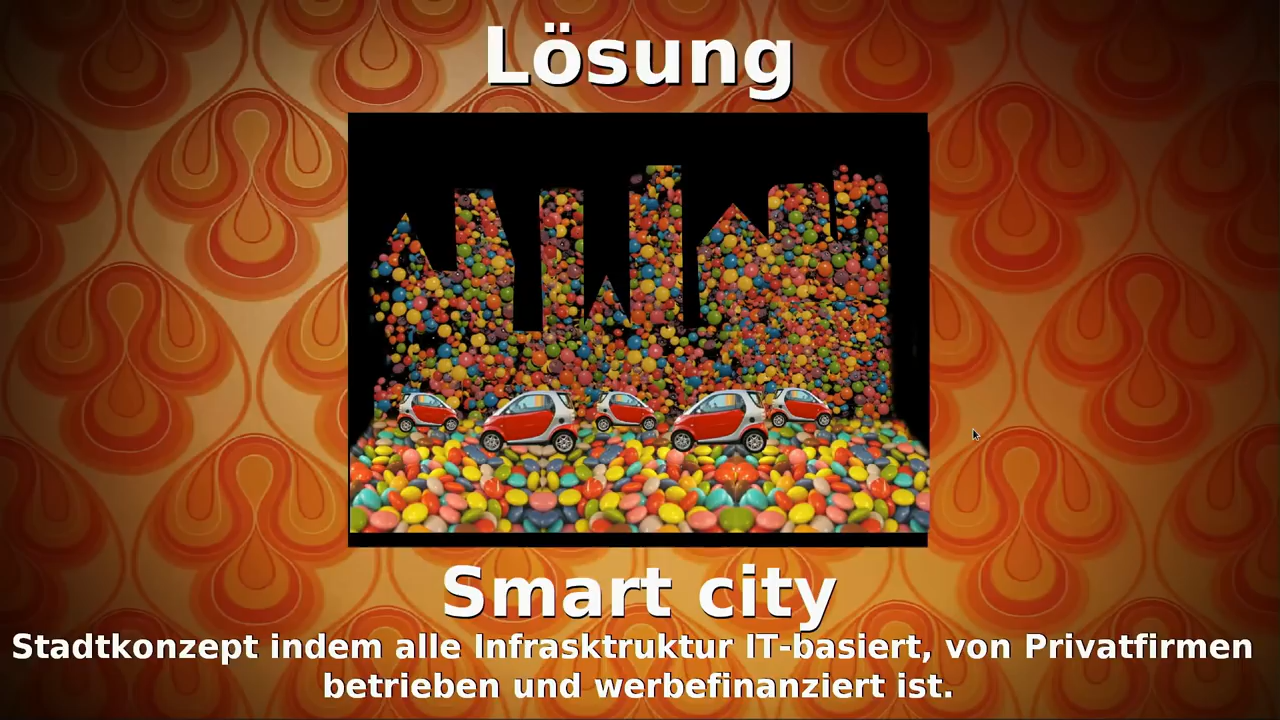 Lösung
Smart city
Stadtkonzept indem alle Infrasktruktur IT-basiert, von Privatfirmen
betrieben und werbefinanziert ist.